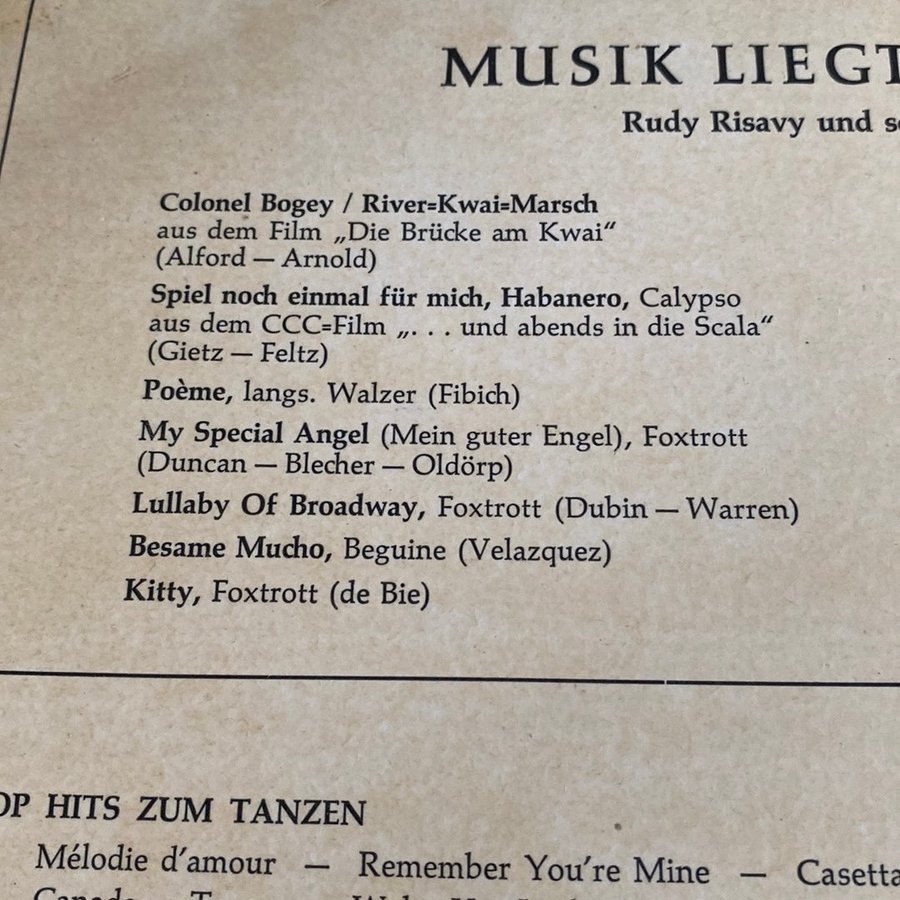 MUSIK LIEGT
Rudy Risavy und
Colonel Bogey / River=Kwai=Marsch
aus dem Film „Die Brücke am Kwai“
(Alford — Arnold)
Spiel noch einmal für mich, Habanero, Calypso
aus dem CCC=Film „. . . und abends in die Scala“
(Gietz — Feltz)
Poème, langs. Walzer (Fibich)
My Special Angel (Mein guter Engel), Foxtrott
(Duncan — Blecher — Oldörp)
Lullaby Of Broadway, Foxtrott (Dubin — Warren)
Besame Mucho, Beguine (Velazquez)
Kitty, Foxtrott (de Bie)
OP HITS ZUM TANZEN
Mélodie d'amour — Remember You're Mine — Casetta